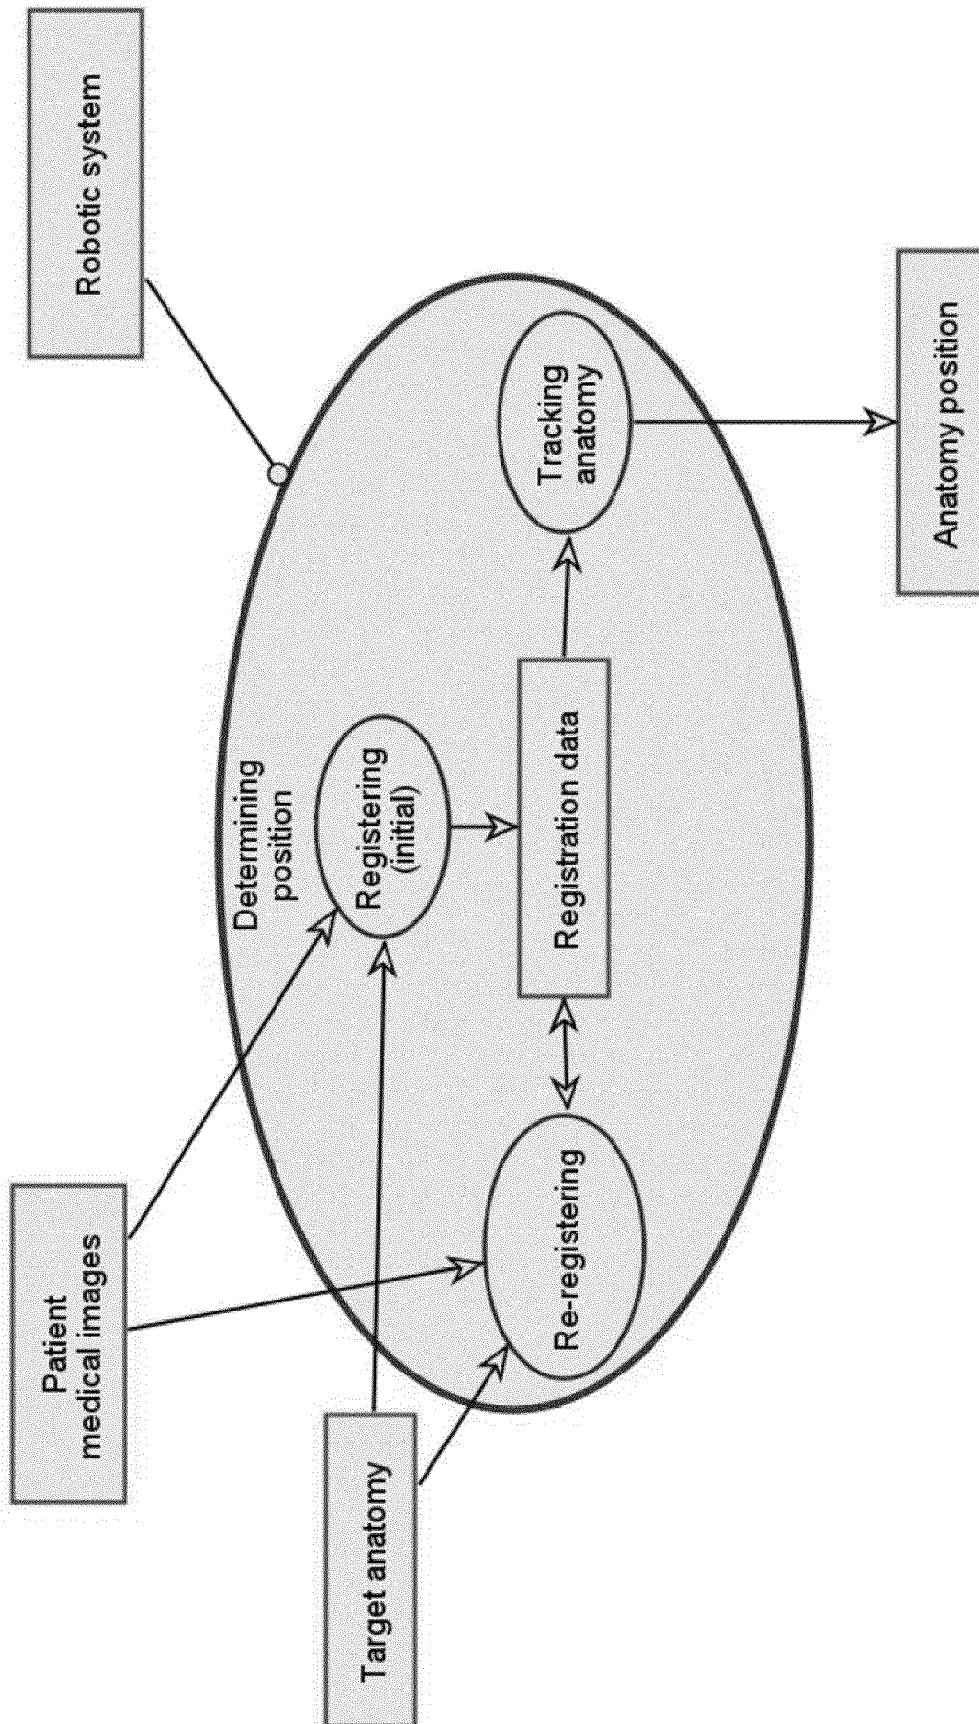 Patient
medical images
Robotic system
Determining
position
Target anatomy
Registering
(initial)
Re-registering
Registration data
Tracking
anatomy
Anatomy position